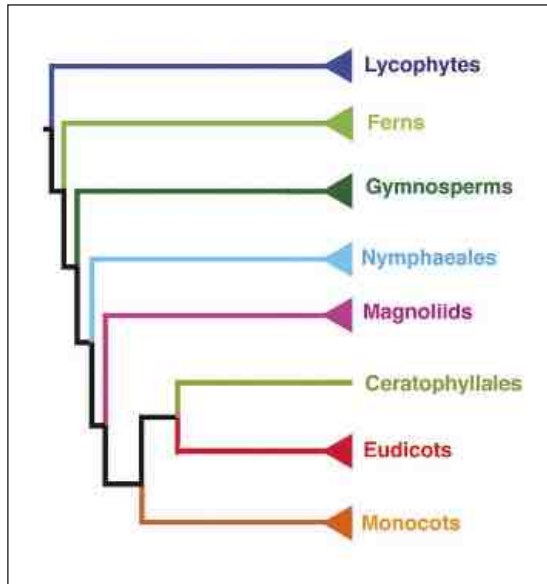 Lycophytes
Ferns
Gymnosperms
Nymphaeales
Magnoliids
Ceratophyllales
Eudicots
Monocots